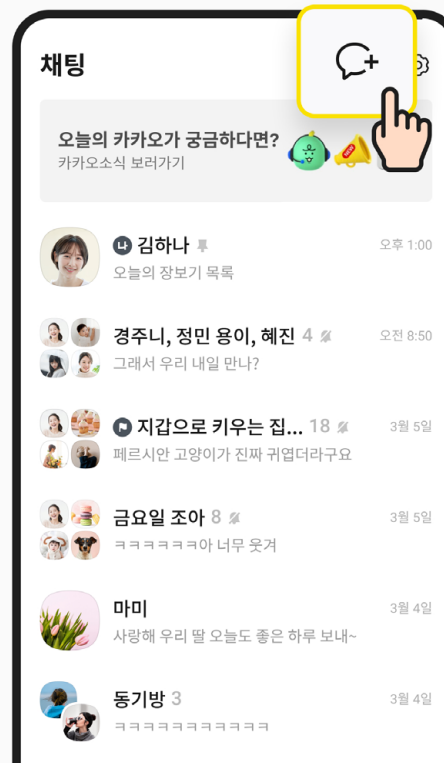 채팅
오늘의 카카오가 궁금하다면?
카카오소식 보러가기
나 김하나
오후 1:00
오늘의 장보기 목록
경주니, 정민 용이, 혜진 4
오전 8:50
그래서 우리 내일 만나?
지갑으로 키우는 집... 18
3월 5일
페르시안 고양이가 진짜 귀엽더라구요
금요일 조아 8
3월 5일
ㅋㅋㅋㅋㅋㅋ아 너무 웃겨
마미
3월 4일
사랑해 우리 딸 오늘도 좋은 하루 보내~
동기방 3
3월 4일
ㅋㅋㅋㅋㅋㅋㅋㅋㅋㅋㅋ